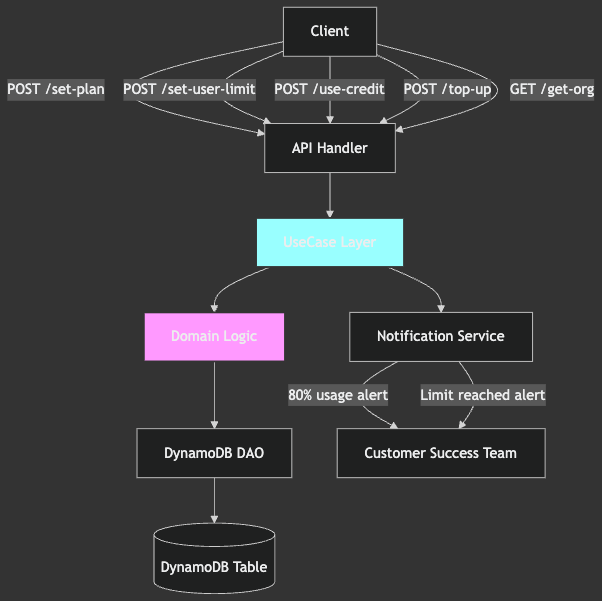 Client
POST /set-plan
POST /set-user-limit
POST /use-credit
POST /top-up
GET /get-org
API Handler
UseCase Layer
Domain Logic
Notification Service
80% usage alert
Limit reached alert
DynamoDB DAO
Customer Success Team
DynamoDB Table